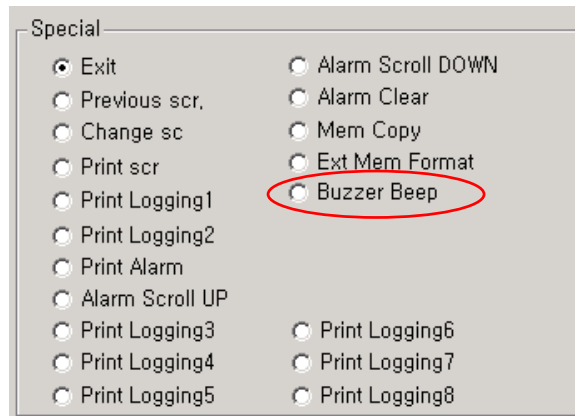 Special
Exit
Previous scr,
Change sc
Print scr
Print Logging1
Print Logging2
Print Alarm
Alarm Scroll UP
Print Logging3
Print Logging4
Print Logging5
Alarm Scroll DOWN
Alarm Clear
Mem Copy
Ext Mem Format
Buzzer Beep
Print Logging6
Print Logging7
Print Logging8